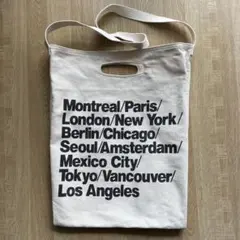 Montreal/Paris/
London/New York/
Berlin/Chicago/
Seoul/Amsterdam/
Mexico City/
Tokyo/Vancouver/
Los Angeles